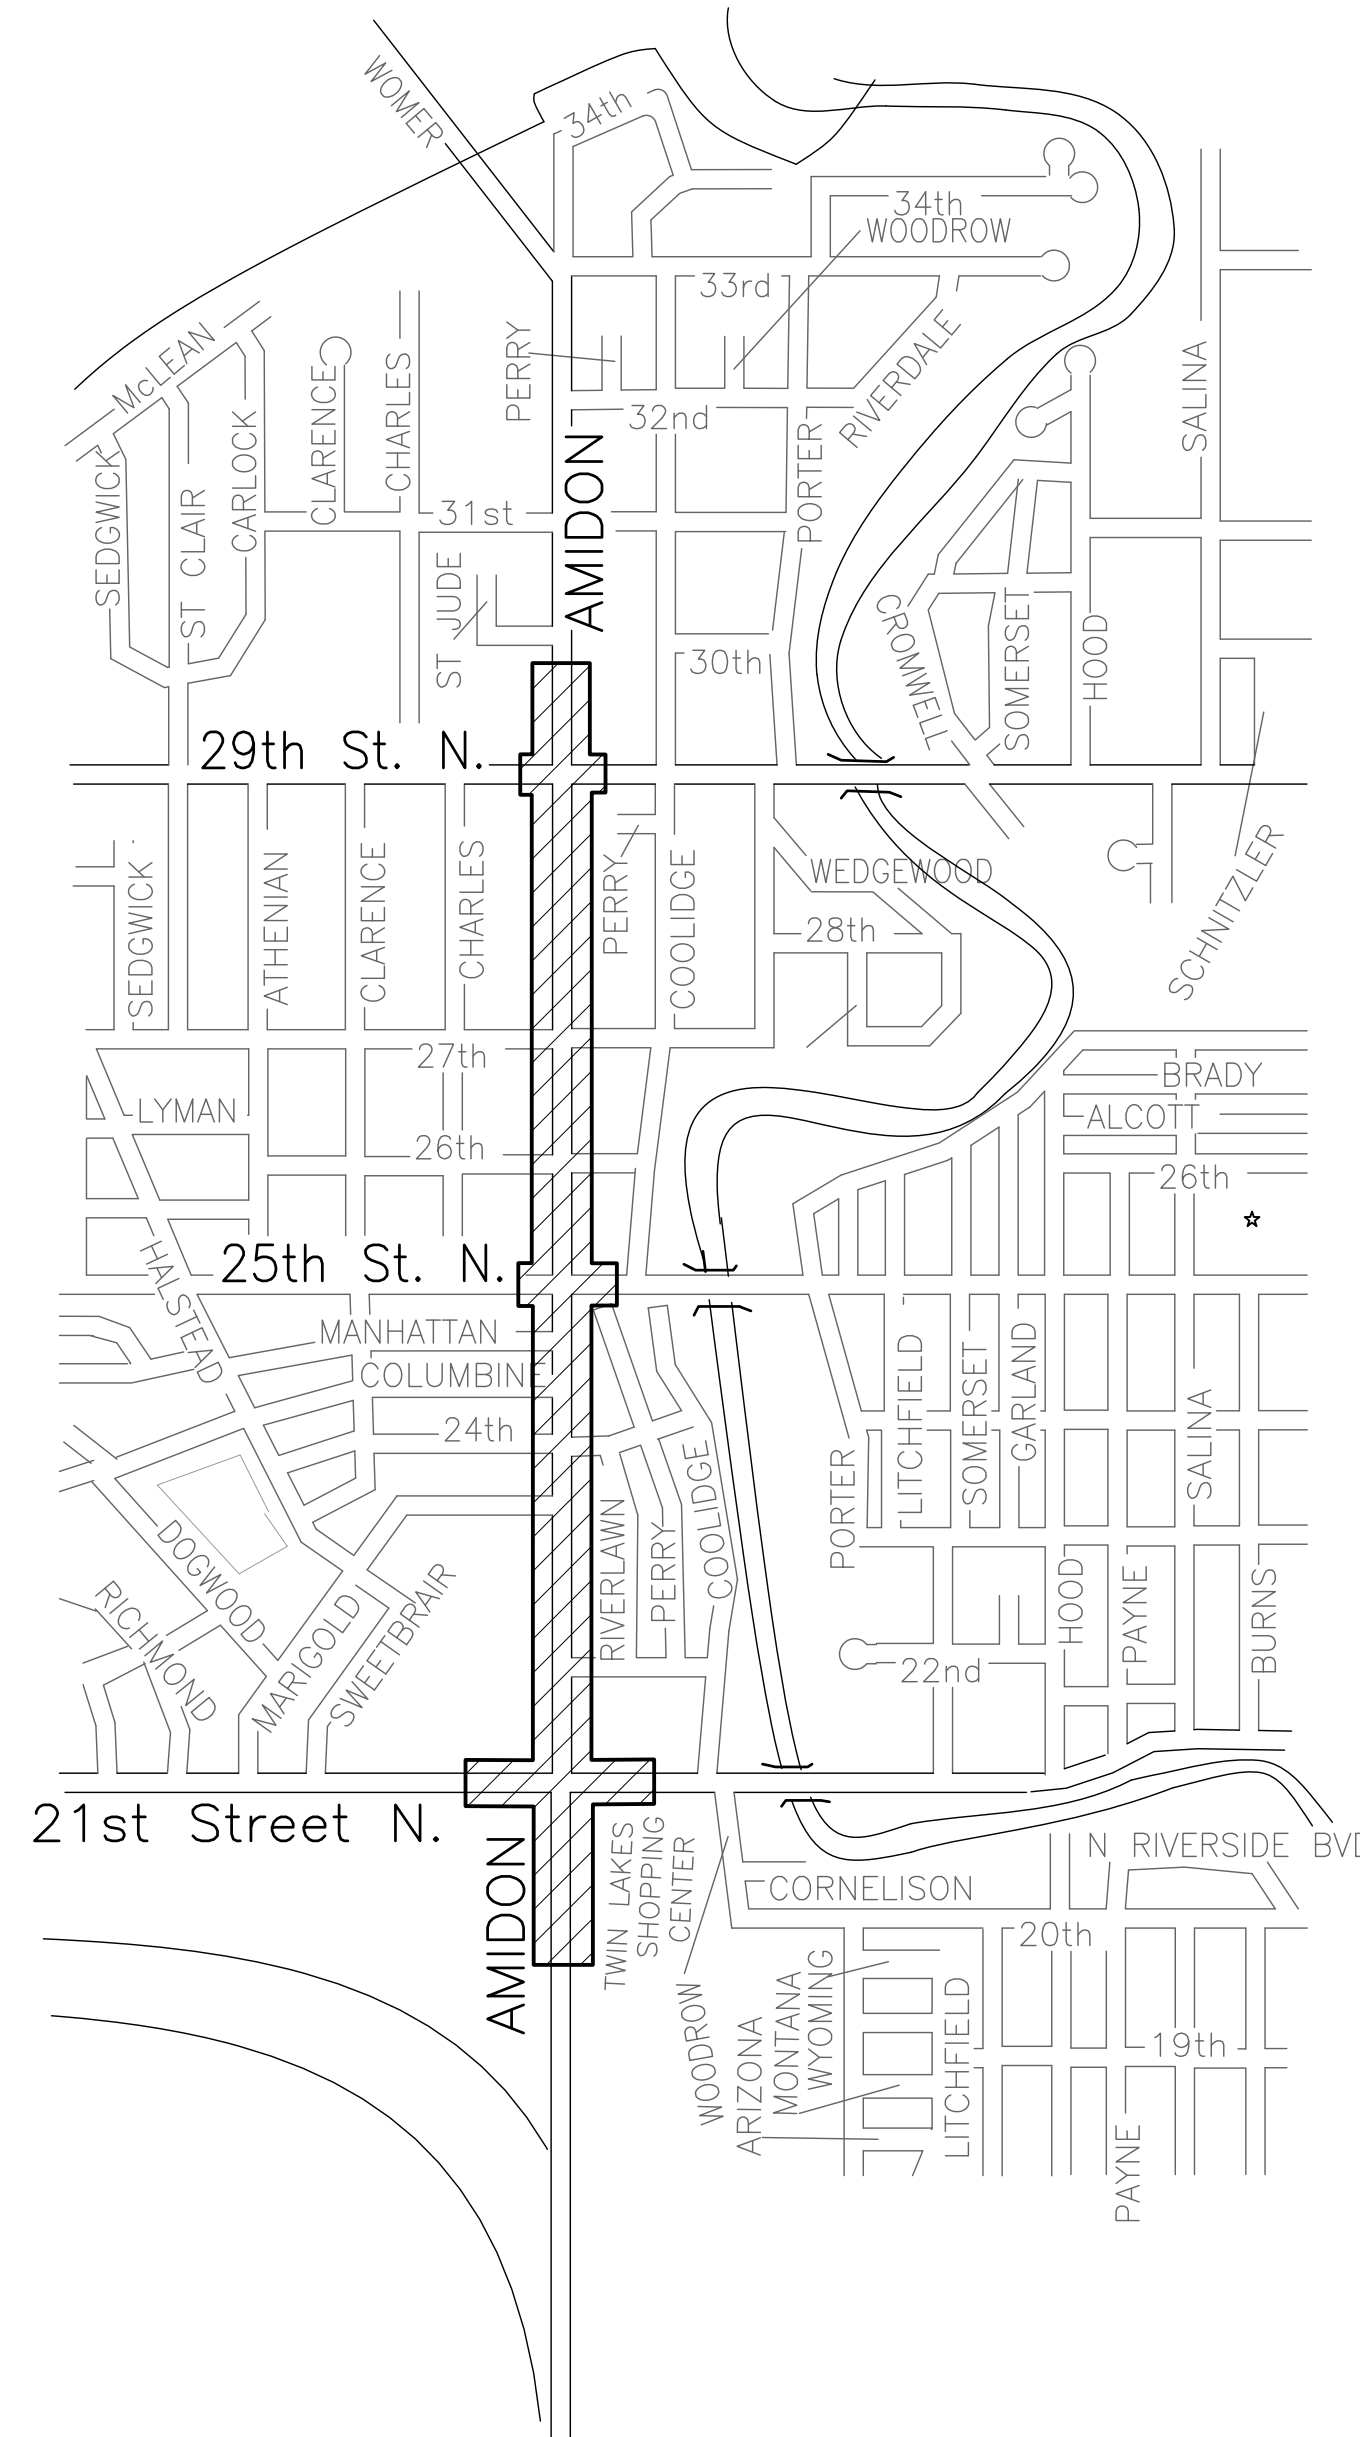 WOMER
34th
34th
WOODROW
33rd
McLEAN
PERRY
RIVERDALE
SALINA
CLARENCE
CHARLES
CARLOCK
32nd
SEDGWICK
ST CLAIR
AMIDON
PORTER
31st
ST JUDE
CROMWELL
SOMERSET
HOOD
30th
29th St. N.
SCHNITZLER
SEDGWICK
ATHENIAN
CLARENCE
CHARLES
PERRY
COOLIDGE
WEDGEWOOD
28th
27th
BRADY
LYMAN
ALCOTT
26th
26th
25th St. N.
HALSTEAD
MANHATTAN
COLUMBINE
24th
LITCHFIELD
SOMERSET
GARLAND
SALINA
COOLIDGE
PORTER
RIVERLAWN
PERRY
DOGWOOD
RICHMOND
MARIGOLD
SWEETBRAIR
HOOD
PAYNE
BURNS
22nd
21st Street N.
AMIDON
TWIN LAKES
SHOPPING
CENTER
N RIVERSIDE BVD
CORNELISON
20th
WOODROW
ARIZONA
MONTANA
WYOMING
LITCHFIELD
19th
PAYNE